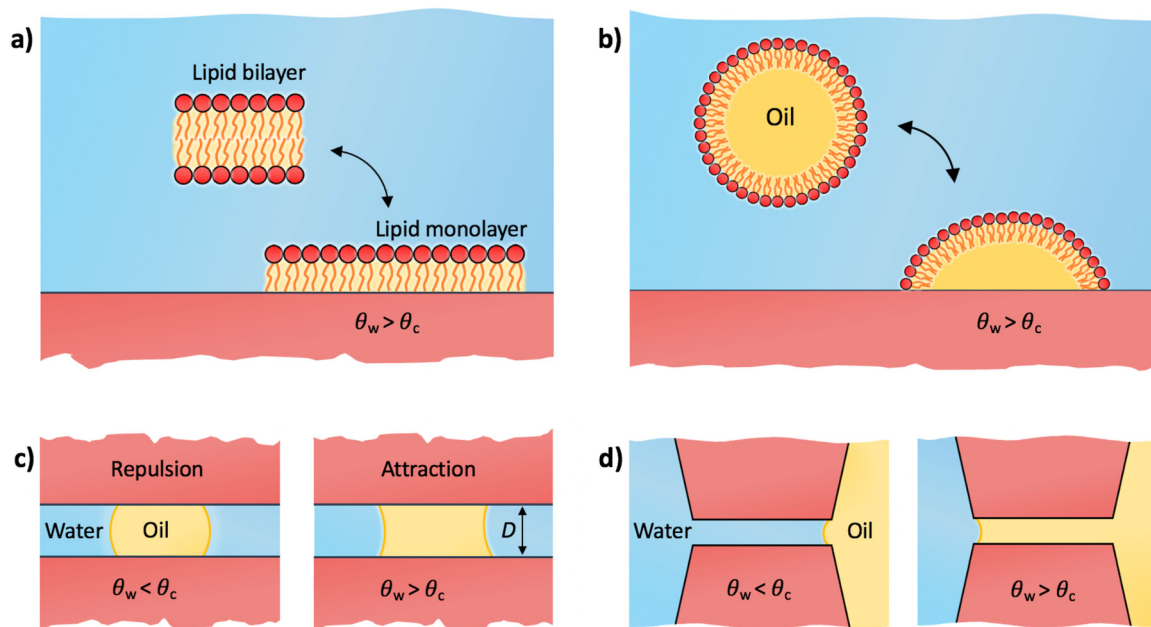 a)
Lipid bilayer
Lipid monolayer
θw > θc
b)
Oil
θw > θc
c)
Repulsion
Water
Oil
θw < θc
Attraction
D
θw > θc
d)
Water
Oil
θw < θc
θw > θc